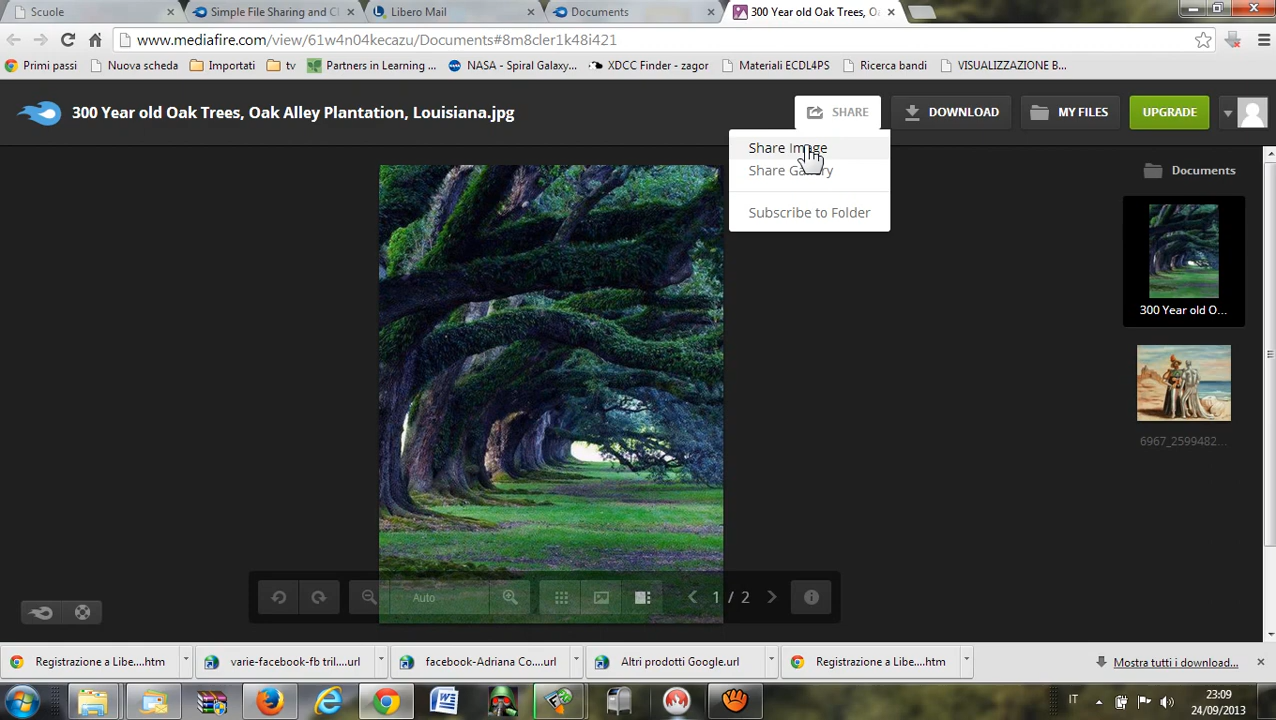 Scuole
Simple File Sharing and Cl
Libero Mail
Documents
300 Year old Oak Trees, O
www.mediafire.com/view/61w4n04kecazu/Documents#8m8cler1k48i421
Primi passi
Nuova scheda
Importati
tv
Partners in Learning ...
NASA - Spiral Galaxy...
XDCC Finder - zagor
Materiali ECDL4PS
Ricerca bandi
VISUALIZZAZIONE B...
300 Year old Oak Trees, Oak Alley Plantation, Louisiana.jpg
SHARE
DOWNLOAD
MY FILES
UPGRADE
Share Image
Share Gallery
Subscribe to Folder
Documents
300 Year old O...
6967_2599482...
Auto
1 / 2
Registrazione a Libe....htm
varie-facebook-fb tril....url
facebook-Adriana Co....url
Altri prodotti Google.url
Registrazione a Libe....htm
Mostra tutti i download...
IT
23:09
24/09/2013